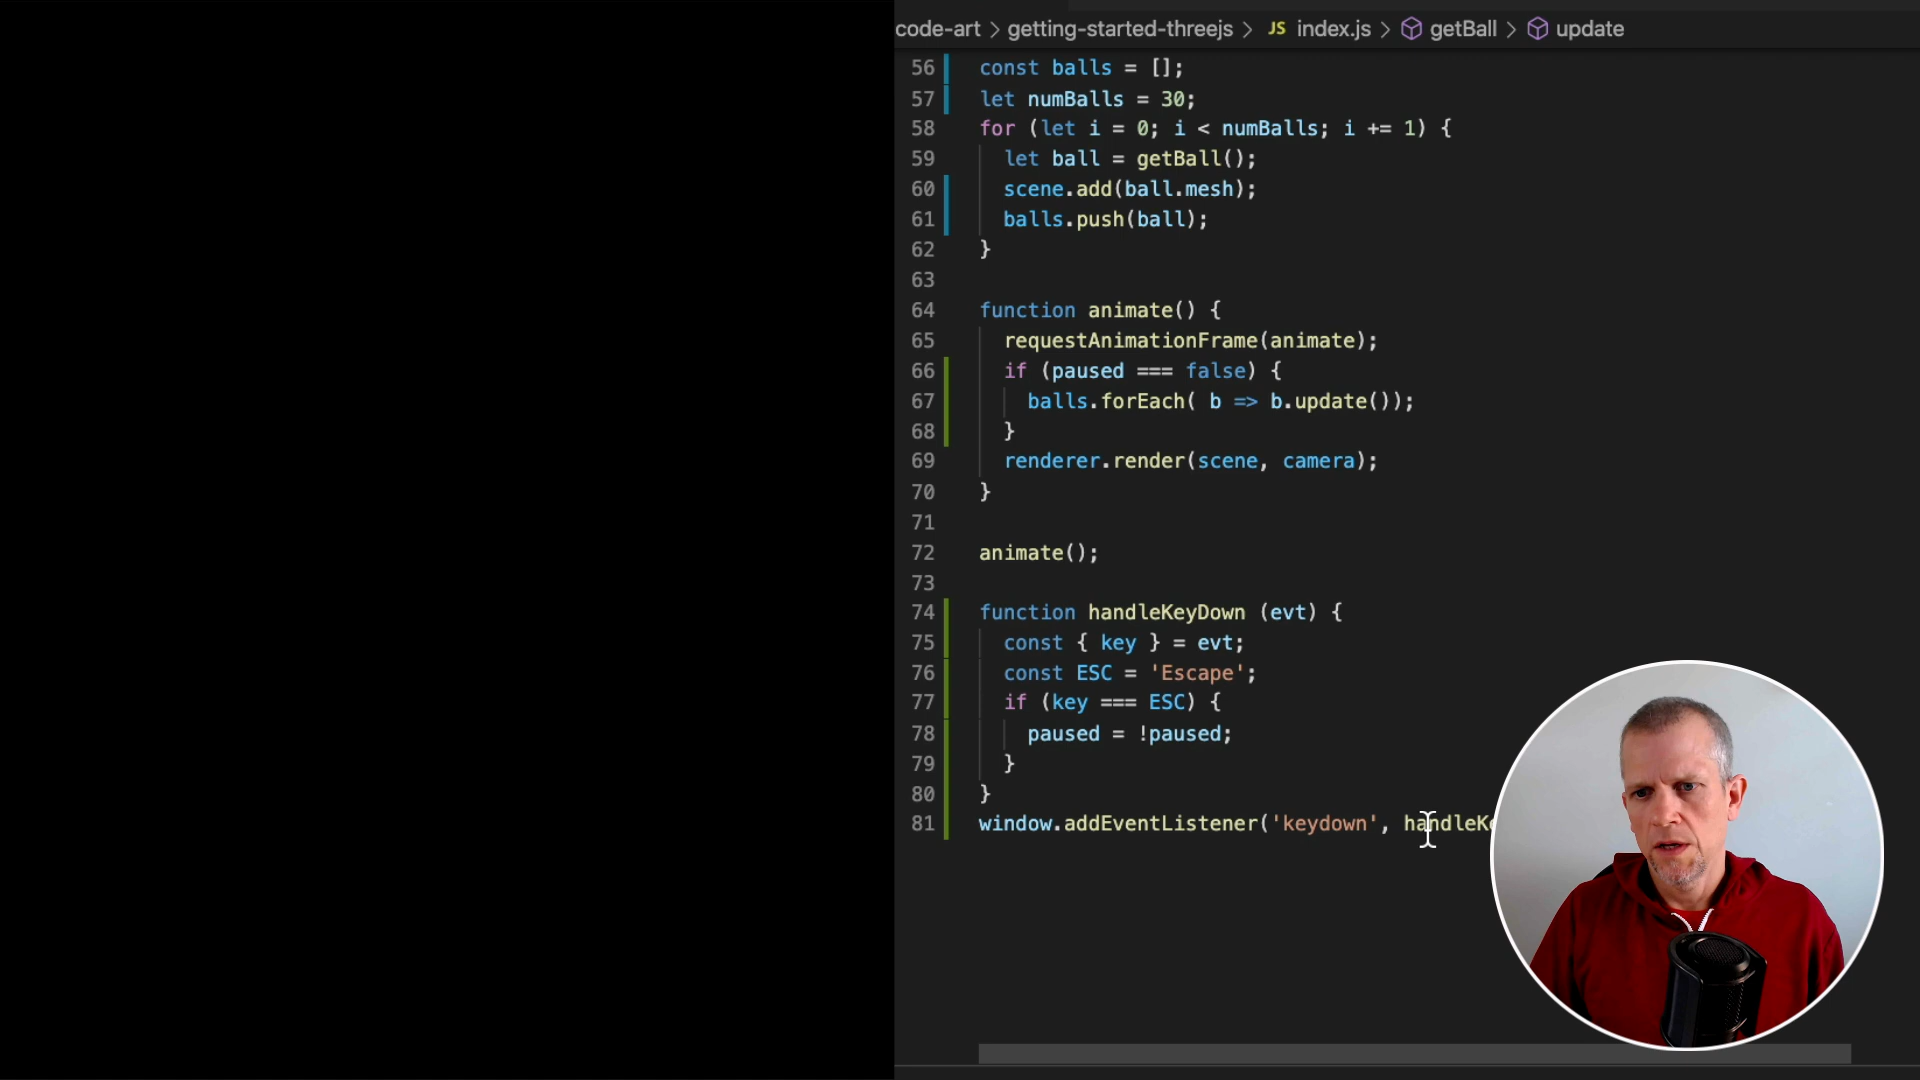 code-art > getting-started-threejs > JS index.js > getBall > update
56 const balls = [];
57 let numBalls = 30;
58 for (let i = 0; i < numBalls; i += 1) {
59 let ball = getBall();
60 scene.add(ball.mesh);
61 balls.push(ball);
62 }
63
64 function animate() {
65 requestAnimationFrame(animate);
66 if (paused === false) {
67 balls.forEach( b => b.update());
68 }
69 renderer.render(scene, camera);
70 }
71
72 animate();
73
74 function handleKeyDown (evt) {
75 const { key } = evt;
76 const ESC = 'Escape';
77 if (key === ESC) {
78 paused = !paused;
79 }
80 }
81 window.addEventListener('keydown', handleK